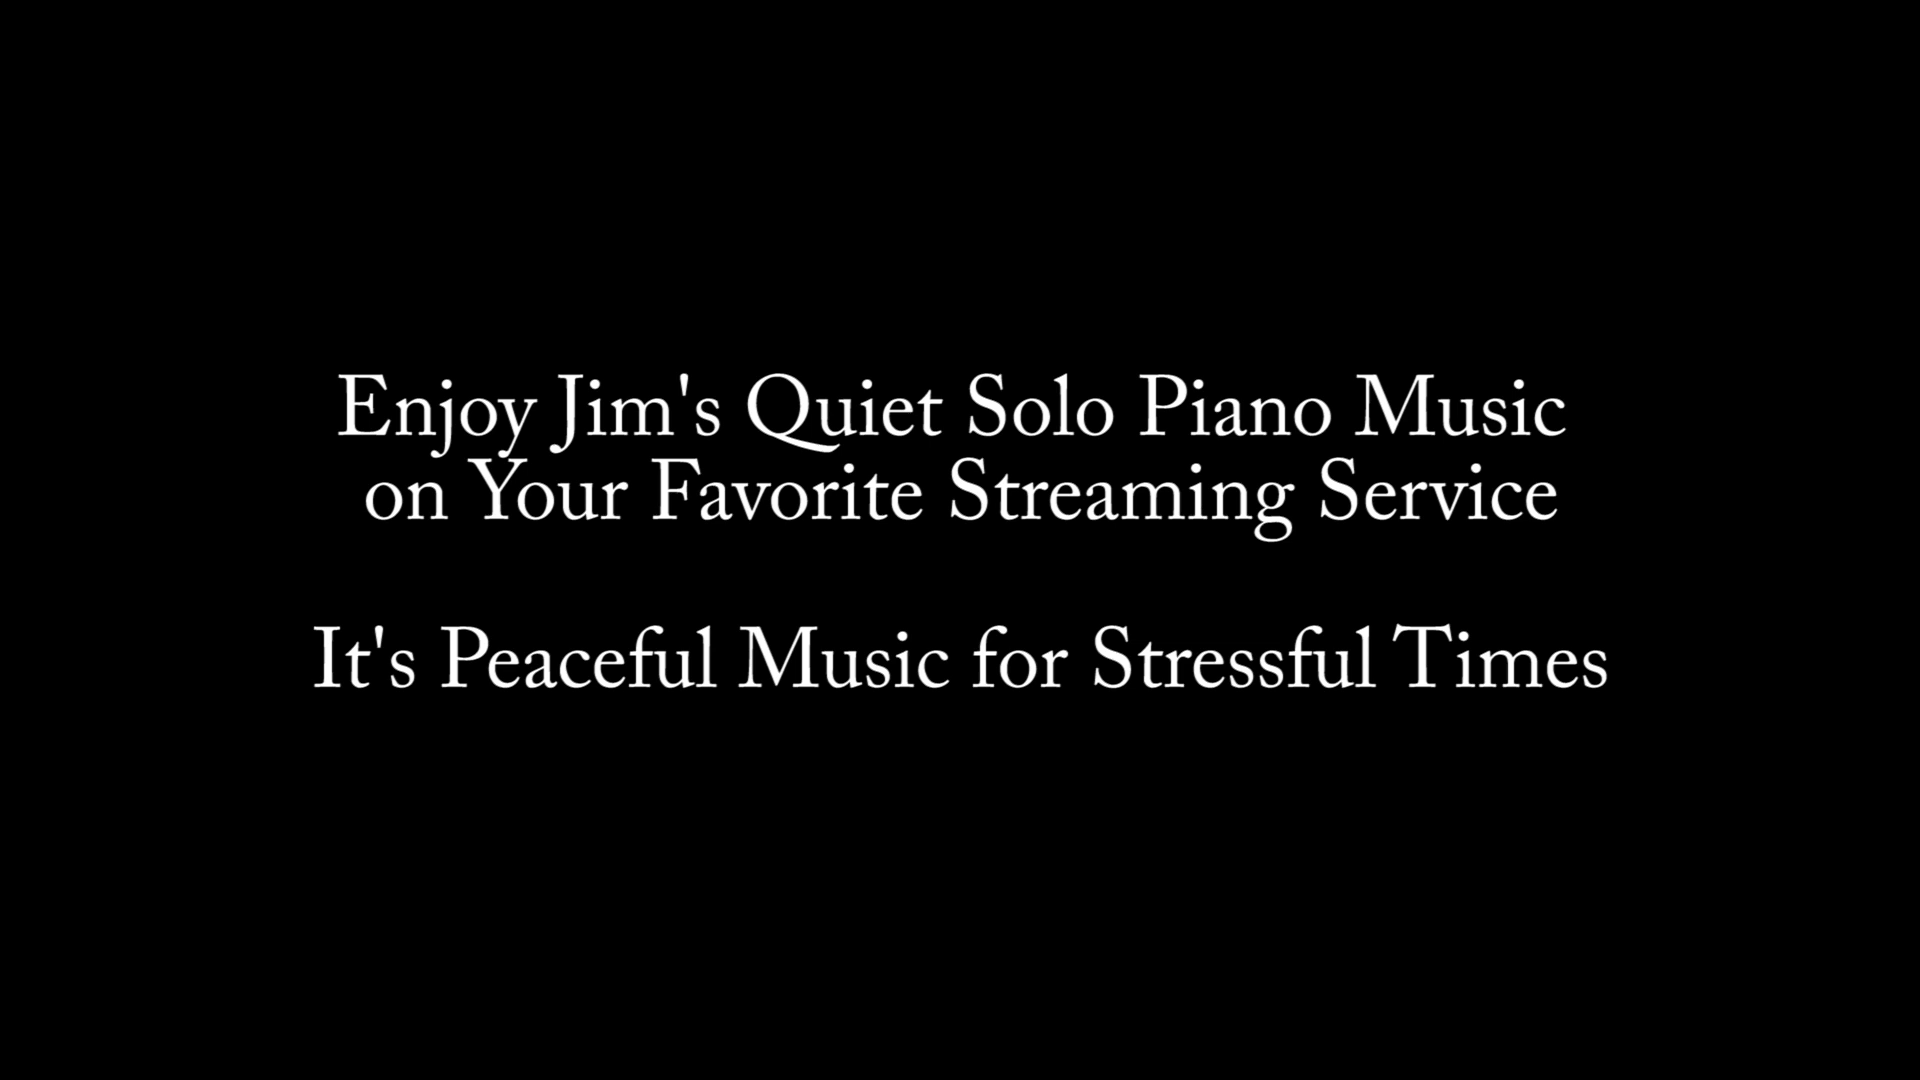 Enjoy Jim's Quiet Solo Piano Music
on Your Favorite Streaming Service
It's Peaceful Music for Stressful Times